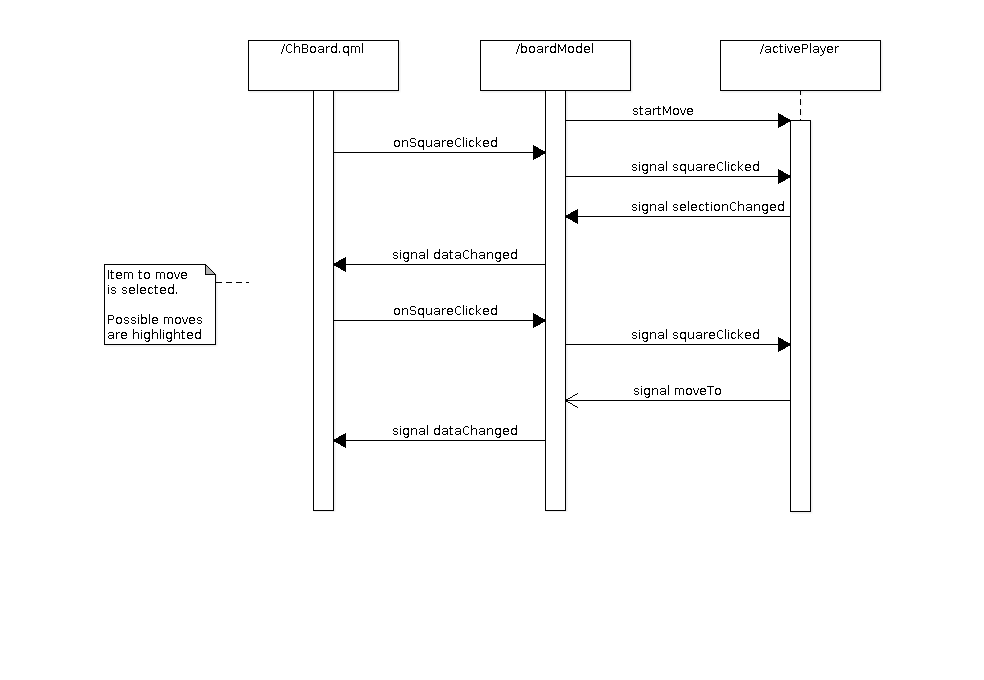 /ChBoard.qml
/boardModel
/activePlayer
startMove
onSquareClicked
signal squareClicked
signal selectionChanged
signal dataChanged
Item to move
is selected.
Possible moves
are highlighted
onSquareClicked
signal squareClicked
signal moveTo
signal dataChanged